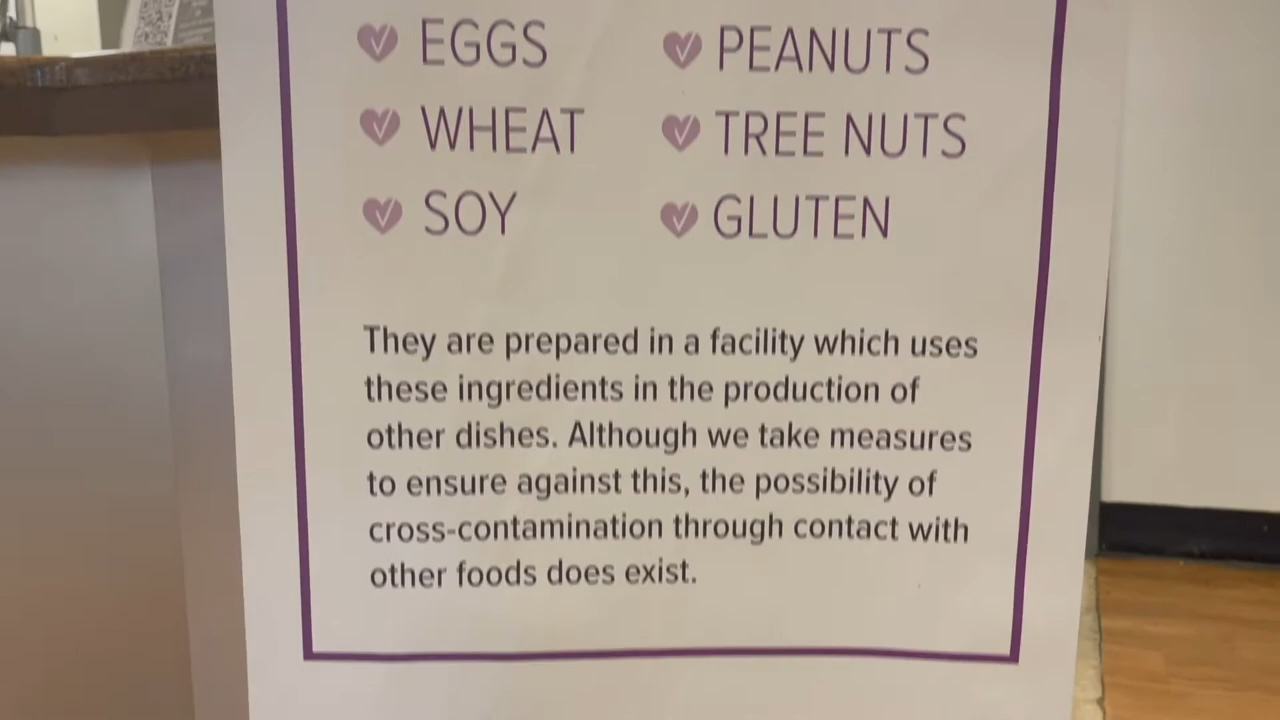 EGGS
PEANUTS
WHEAT
TREE NUTS
SOY
GLUTEN
They are prepared in a facility which uses
these ingredients in the production of
other dishes. Although we take measures
to ensure against this, the possibility of
cross-contamination through contact with
other foods does exist.